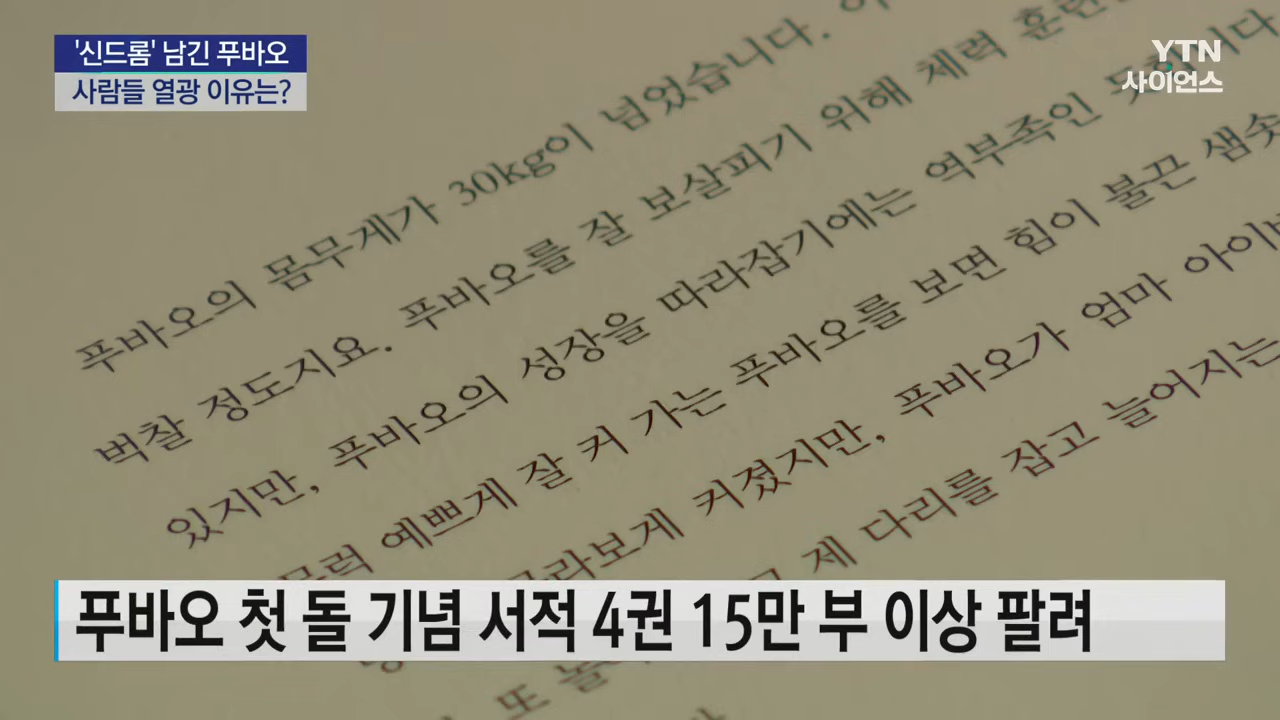 '신드롬' 남긴 푸바오
사람들 열광 이유는?
YTN
사이언스
푸바오의 몸무게가 30kg이 넘었습니다.
벅찰 정도지요. 푸바오를 잘 보살피기 위해 체력
있지만, 푸바오의 성장을 따라잡기에는 역부족인
무럭 예쁘게 잘 커 가는 푸바오를 보면 힘이 불끈 샘솟
커졌지만, 푸바오가 엄마 아이
제 다리를 잡고 늘어지는
또
푸바오 첫 돌 기념 서적 4권 15만 부 이상 팔려